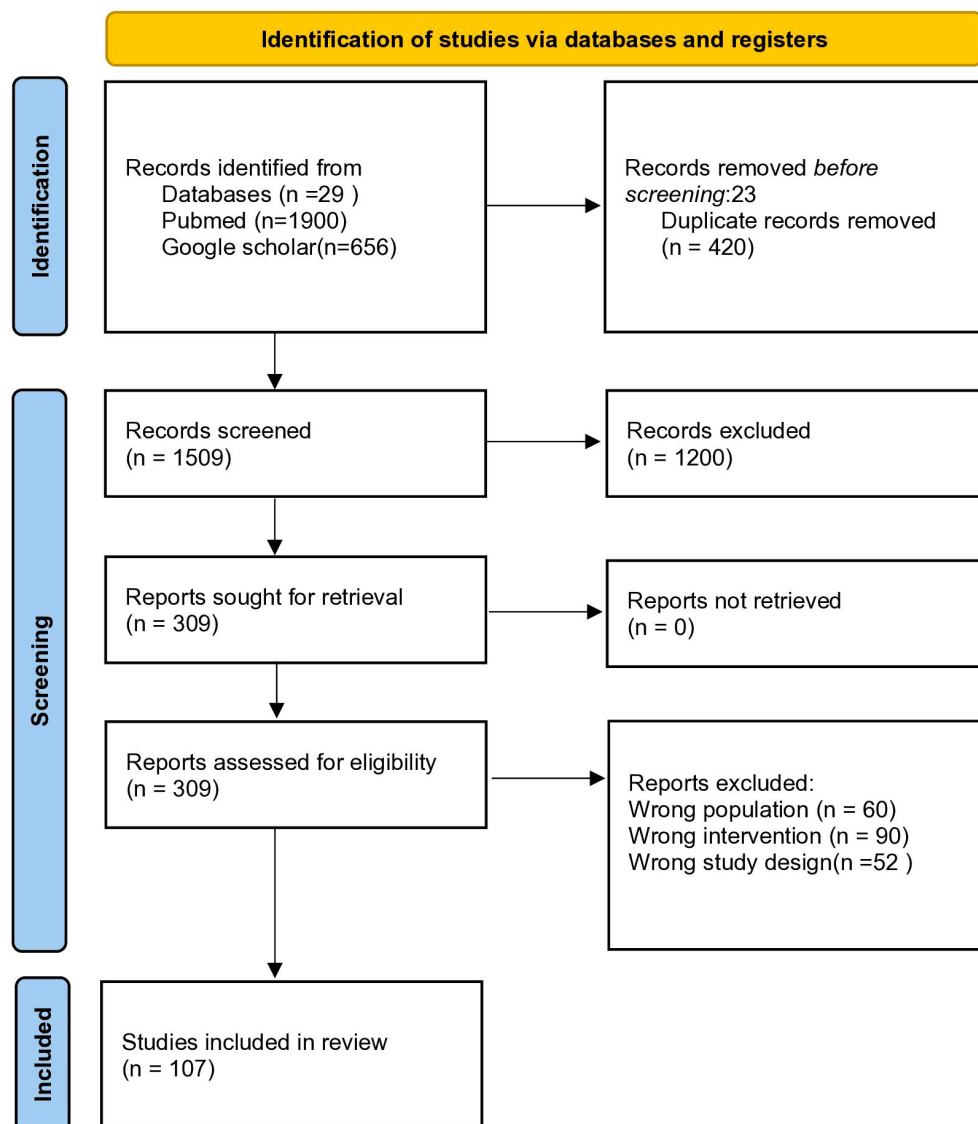 Identification of studies via databases and registers
Identification
Records identified from
Databases (n =29 )
Pubmed (n=1900)
Google scholar(n=656)
Records removed before
screening:23
Duplicate records removed
(n = 420)
Screening
Records screened
(n = 1509)
Records excluded
(n = 1200)
Reports sought for retrieval
(n = 309)
Reports not retrieved
(n = 0)
Reports assessed for eligibility
(n = 309)
Reports excluded:
Wrong population (n = 60)
Wrong intervention (n = 90)
Wrong study design(n =52 )
Included
Studies included in review
(n = 107)